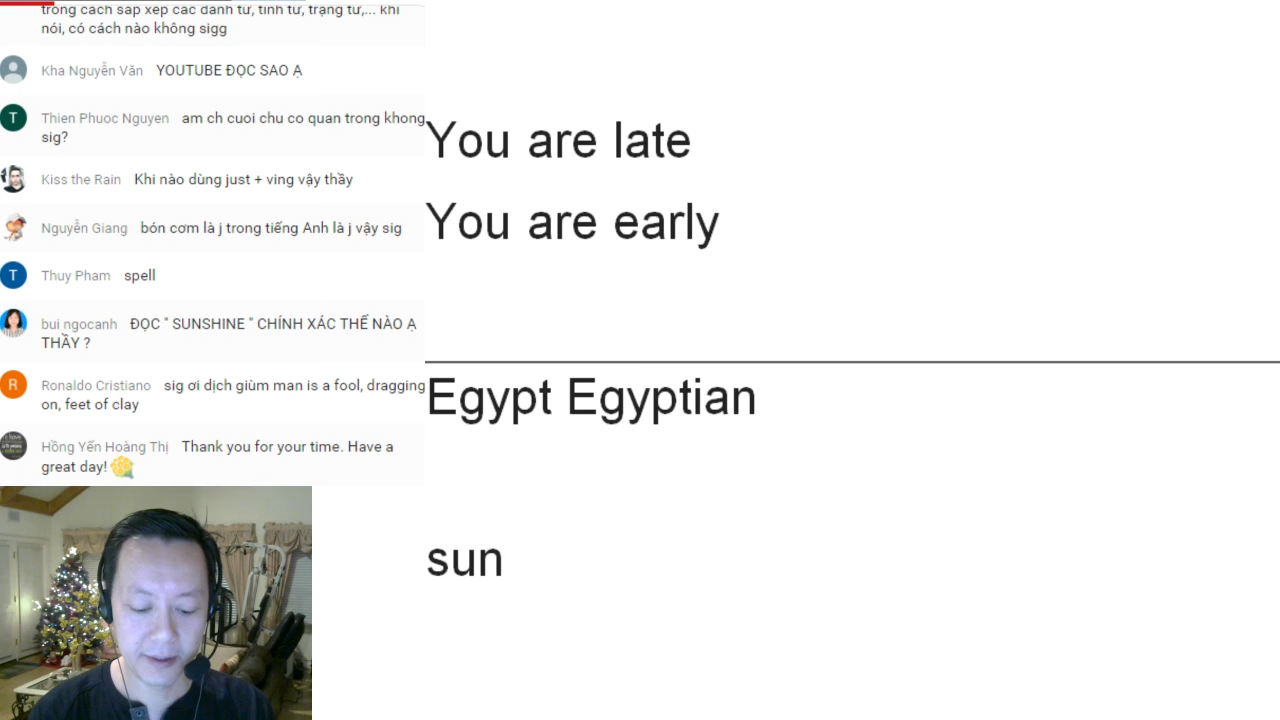 trong cách sắp xếp các danh từ, tính từ, trạng từ,... khi
nói, có cách nào không sigg
Kha Nguyễn Văn YOUTUBE ĐỌC SAO Ạ
T
Thien Phuoc Nguyen am ch cuoi chu co quan trong khong
sig?
Kiss the Rain Khi nào dùng just + ving vậy thầy
Nguyễn Giang bón cơm là j trong tiếng Anh là j vậy sig
T
Thuy Pham spell
bui ngocanh ĐỌC " SUNSHINE " CHÍNH XÁC THẾ NÀO Ạ
THẦY ?
R
Ronaldo Cristiano sig ơi dịch giùm man is a fool, dragging
on, feet of clay
Hồng Yến Hoàng Thị Thank you for your time. Have a
great day!
You are late
You are early
Egypt Egyptian
sun